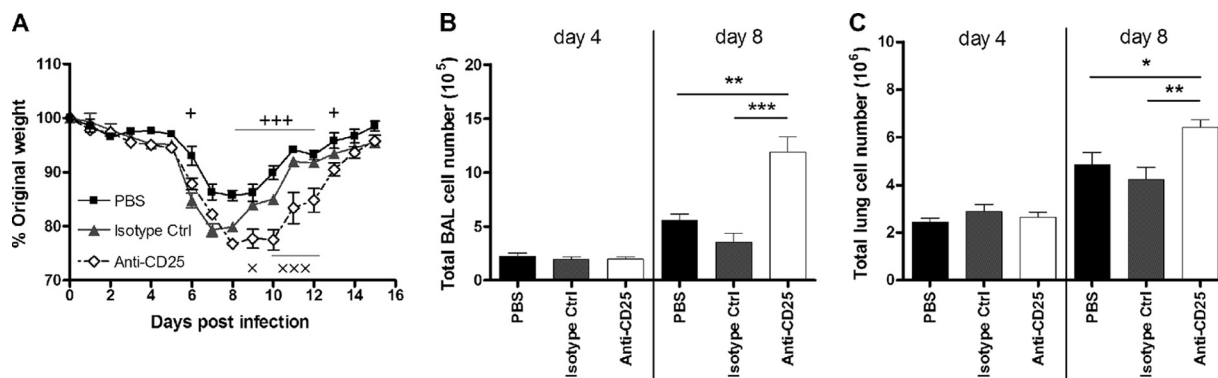 A
110
100
90
80
70
% Original weight
+
+++
+
PBS
Isotype Ctrl
Anti-CD25
×
×××
0 2 4 6 8 10 12 14 16
Days post infection
B
day 4
day 8
Total BAL cell number (10⁵)
20
15
10
5
0
**
***
PBS
Isotype Ctrl
Anti-CD25
PBS
Isotype Ctrl
Anti-CD25
C
day 4
day 8
Total lung cell number (10⁶)
10
8
6
4
2
0
*
**
PBS
Isotype Ctrl
Anti-CD25
PBS
Isotype Ctrl
Anti-CD25